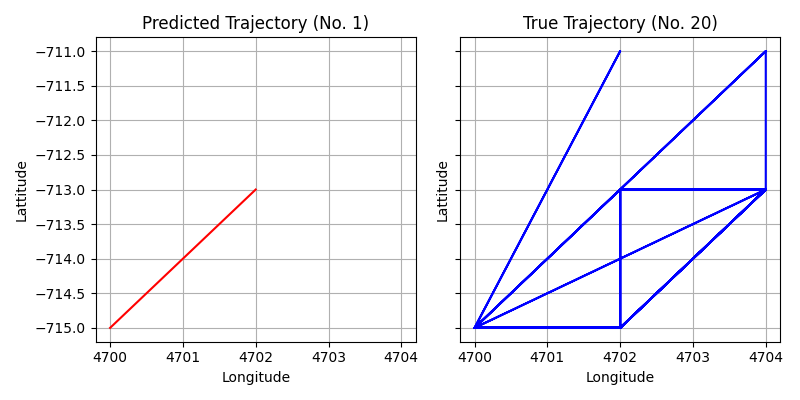 Predicted Trajectory (No. 1)
−711.0
−711.5
−712.0
−712.5
−713.0
−713.5
−714.0
−714.5
−715.0
Lattitude
4700 4701 4702 4703 4704
Longitude
True Trajectory (No. 20)
Lattitude
4700 4701 4702 4703 4704
Longitude